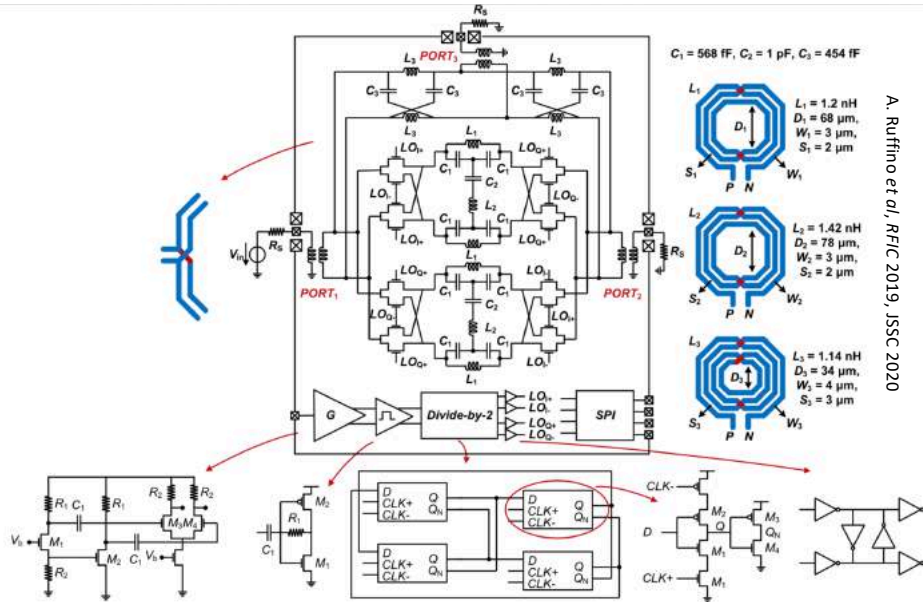 R_S
PORT_3
C_1 = 568 fF, C_2 = 1 pF, C_3 = 454 fF
L_3
L_3
C_3
C_3
C_3
C_3
L_3
L_3
L_1
L_1 = 1.2 nH
D_1 = 68 µm,
W_1 = 3 µm,
S_1 = 2 µm
D_1
S_1
P
N
W_1
A. Ruffino et al, RFIC 2019, JSSC 2020
LO_I+
L_1
LO_Q+
C_1
C_1
C_2
LO_I-
LO_Q-
L_2
C_1
C_1
LO_I+
LO_Q+
L_1
V_in
R_S
PORT_1
PORT_2
R_S
LO_Q+
C_1
C_1
LO_I-
C_2
LO_Q-
LO_I+
L_2
C_1
C_1
LO_Q+
LO_I-
L_1
L_2
L_2 = 1.42 nH
D_2 = 78 µm,
W_2 = 3 µm,
S_2 = 2 µm
D_2
S_2
P
N
W_2
L_3
L_3 = 1.14 nH
D_3 = 34 µm,
W_3 = 4 µm,
S_3 = 3 µm
D_3
S_3
P
N
W_3
G
Divide-by-2
LO_I+
LO_I-
LO_Q+
LO_Q-
SPI
R_1
C_1
R_1
R_2
R_2
M_3
M_4
V_b
M_1
C_1
V_b
M_2
R_2
M_2
R_1
C_1
M_1
D
Q
CLK+
Q_N
CLK-
D
Q
CLK+
Q_N
CLK-
D
Q
CLK+
Q_N
CLK-
D
Q
CLK+
Q_N
CLK-
CLK-
M_2
M_3
D
Q
Q_N
M_1
M_4
CLK+
M_1